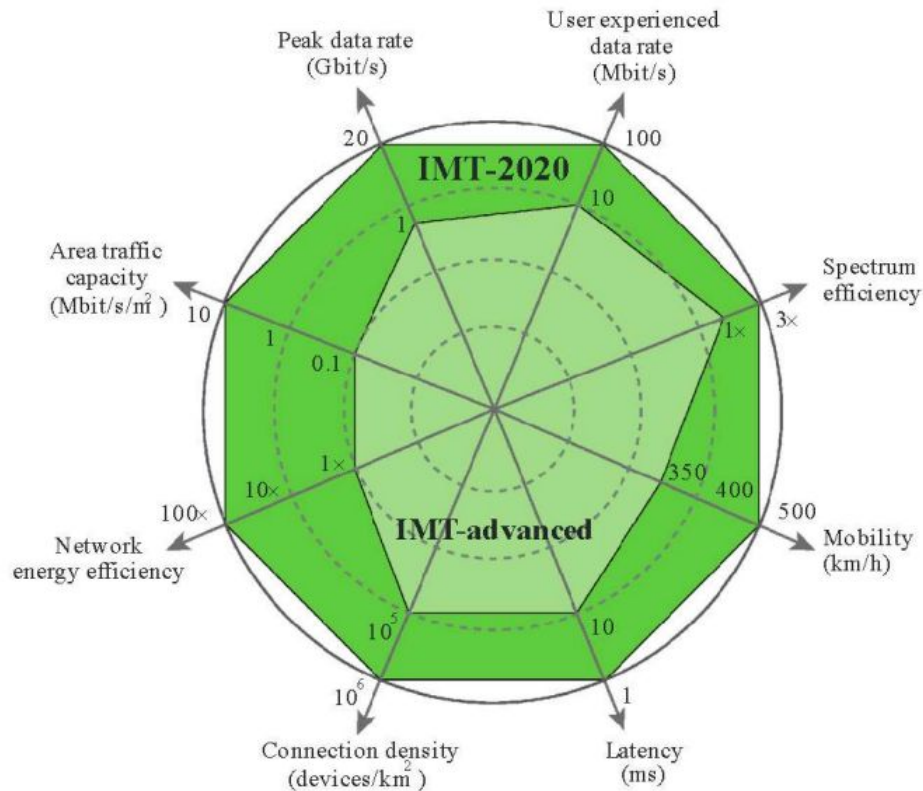 Peak data rate
(Gbit/s)
User experienced
data rate
(Mbit/s)
20
100
IMT-2020
1
10
Area traffic
capacity
(Mbit/s/m²)
Spectrum
efficiency
10
1
0.1
1×
3×
1×
10×
100×
350
400
500
Network
energy efficiency
IMT-advanced
Mobility
(km/h)
10⁵
10
10⁶
1
Connection density
(devices/km²)
Latency
(ms)